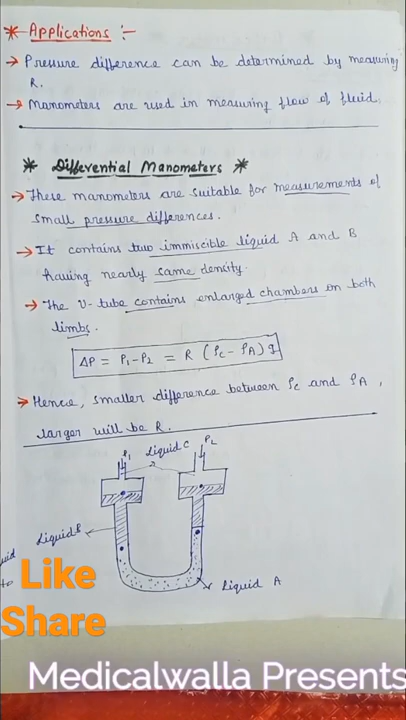 * Applications :-
→ Pressure difference can be determined by measuring
R.
→ Manometers are used in measuring flow of fluid.
* Differential Manometers *
→ These manometers are suitable for measurements of
small pressure differences.
→ It contains two immiscible liquid A and B
having nearly same density.
→ The U-tube contains enlarged chambers on both
limbs.
ΔP = P1-P2 = R (ρc - ρA) g
→ Hence, smaller difference between ρc and ρA,
larger will be R.
P1 Liquid C P2
Liquid B
uid
to
Liquid A
Like
Share
Medicalwalla Presents